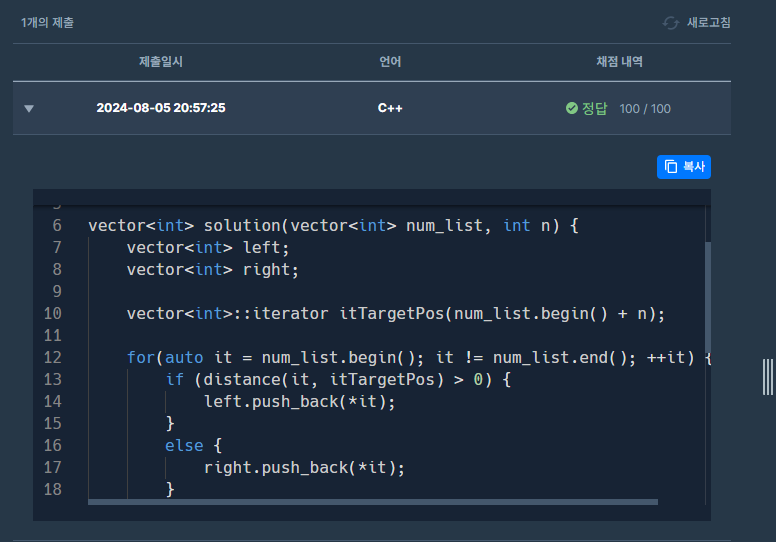 1개의 제출
새로고침
제출일시 언어 채점 내역
2024-08-05 20:57:25 C++ 정답 100 / 100
복사
6 vector<int> solution(vector<int> num_list, int n) {
7     vector<int> left;
8     vector<int> right;
9
10     vector<int>::iterator itTargetPos(num_list.begin() + n);
11
12     for(auto it = num_list.begin(); it != num_list.end(); ++it) {
13         if (distance(it, itTargetPos) > 0) {
14             left.push_back(*it);
15         }
16         else {
17             right.push_back(*it);
18         }